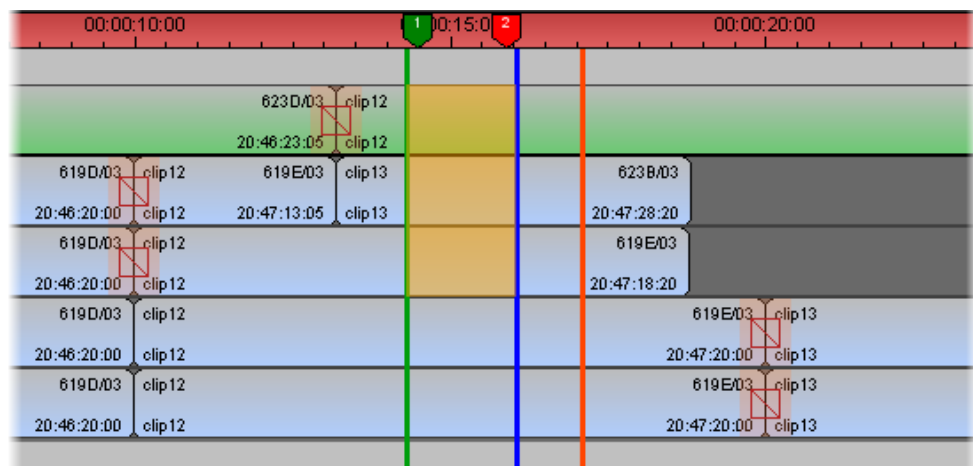 00:00:10:00 1 00:00:15:00 2 00:00:20:00
623D/03 clip12
20:46:23:05 clip12
619D/03 clip12 619E/03 clip13 623B/03
20:46:20:00 clip12 20:47:13:05 clip13 20:47:28:20
619D/03 clip12 619E/03
20:46:20:00 clip12 20:47:18:20
619D/03 clip12 619E/03 clip13
20:46:20:00 clip12 20:47:20:00 clip13
619D/03 clip12 619E/03 clip13
20:46:20:00 clip12 20:47:20:00 clip13